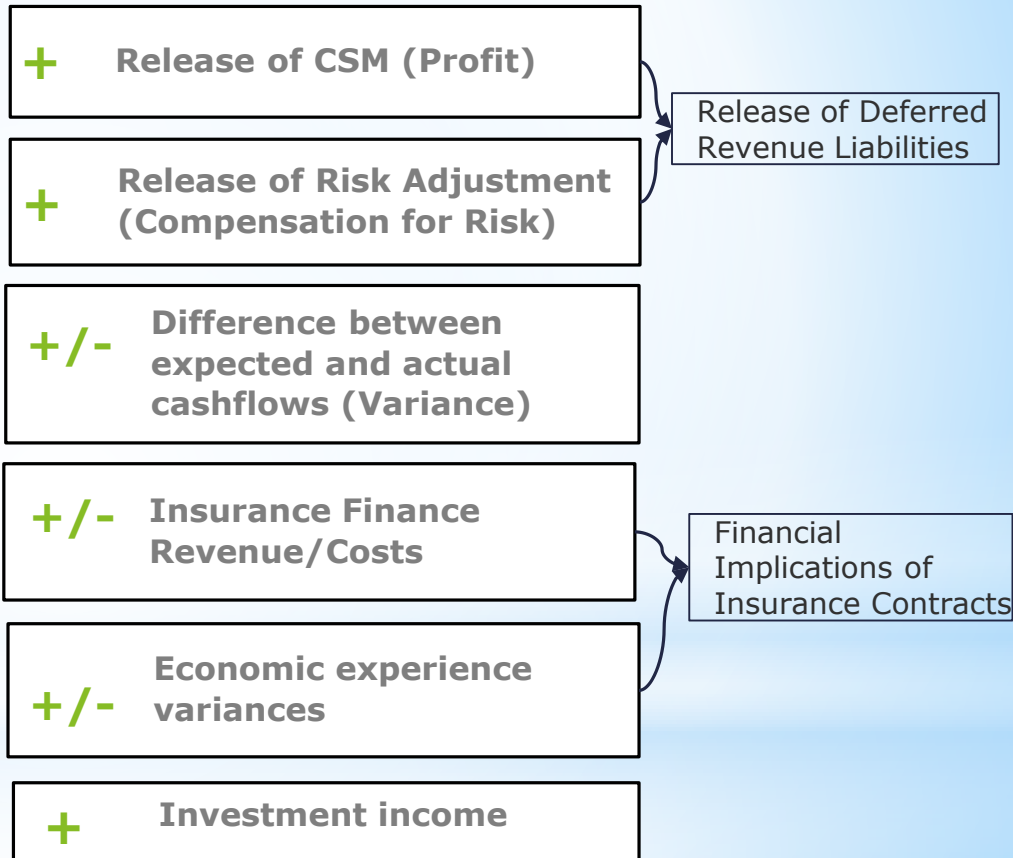 + Release of CSM (Profit)
Release of Deferred
Revenue Liabilities
+ Release of Risk Adjustment
(Compensation for Risk)
+/- Difference between
expected and actual
cashflows (Variance)
+/- Insurance Finance
Revenue/Costs
Financial
Implications of
Insurance Contracts
+/- Economic experience
variances
+ Investment income